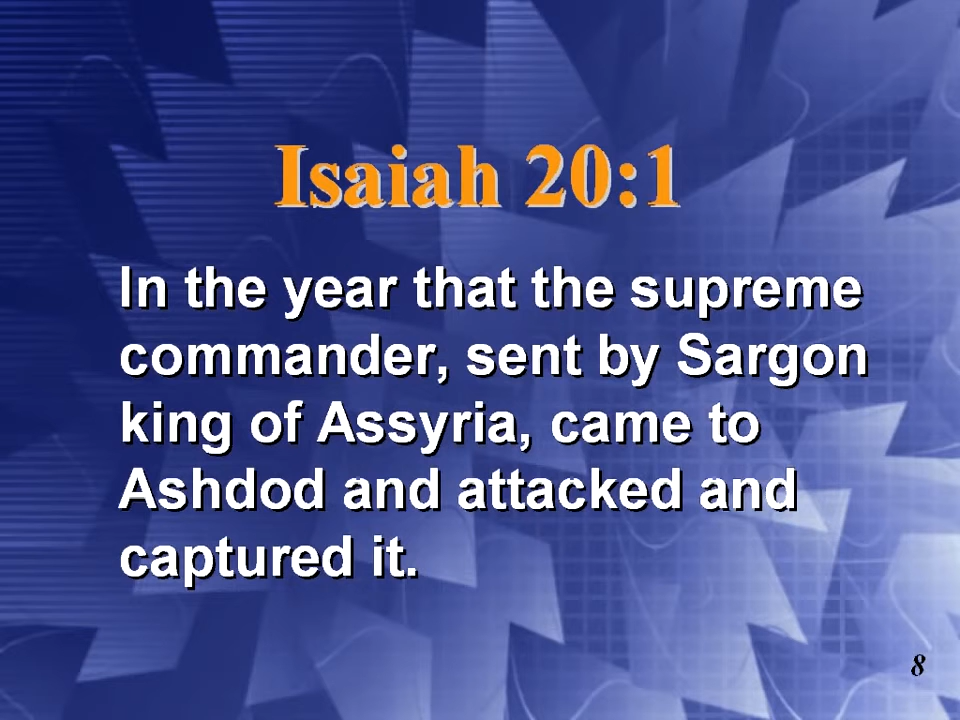 Isaiah 20:1
In the year that the supreme
commander, sent by Sargon
king of Assyria, came to
Ashdod and attacked and
captured it.
8